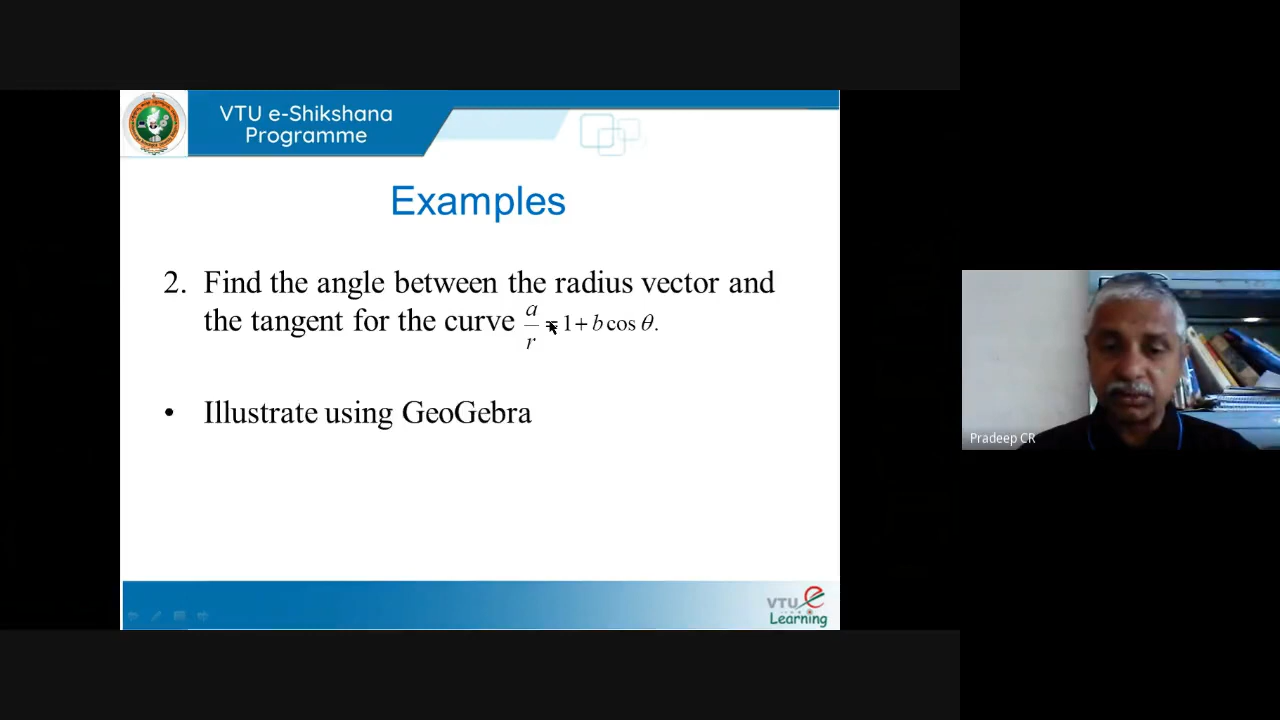 VTU e-Shikshana
Programme
Examples
2. Find the angle between the radius vector and
the tangent for the curve a/r = 1 + b cos θ.
• Illustrate using GeoGebra
Pradeep CR
VTU e
Learning